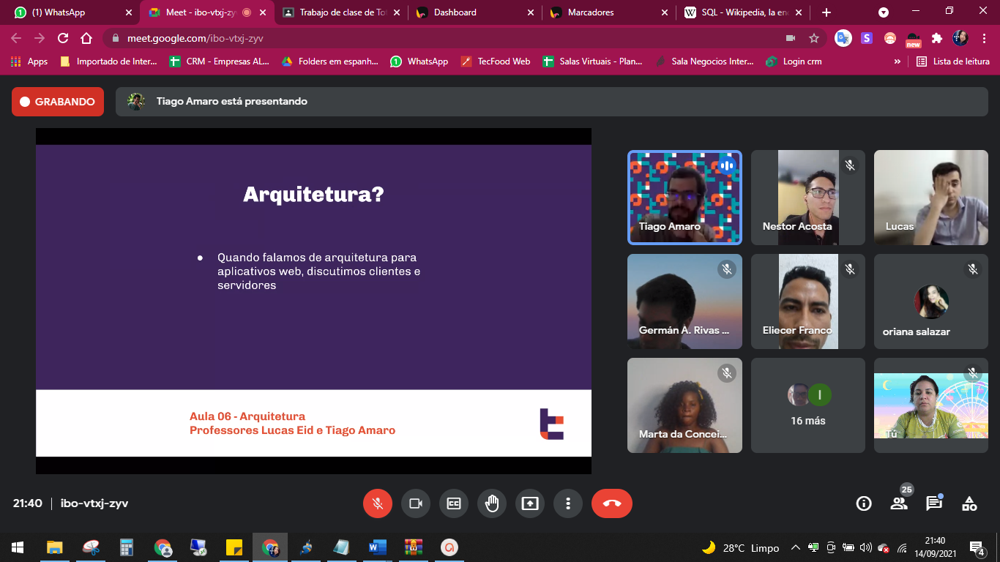 (1) WhatsApp
Meet - ibo-vtxj-zy
Trabajo de clase de To
Dashboard
Marcadores
SQL - Wikipedia, la en
meet.google.com/ibo-vtxj-zyv
S
new
Apps
Importado de Inter...
CRM - Empresas AL...
Folders em espanh...
WhatsApp
TecFood Web
Salas Virtuais - Plan...
Sala Negocios Inter...
Login crm
»
Lista de leitura
GRABANDO
Tiago Amaro está presentando
Arquitetura?
● Quando falamos de arquitetura para
aplicativos web, discutimos clientes e
servidores
Aula 06 - Arquitetura
Professores Lucas Eid e Tiago Amaro
Tiago Amaro
Nestor Acosta
Lucas
Germán A. Rivas ...
Eliecer Franco
oriana salazar
Marta da Concei...
I
16 más
Tú
21:40 | ibo-vtxj-zyv
CC
25
28°C Limpo
21:40
14/09/2021
4